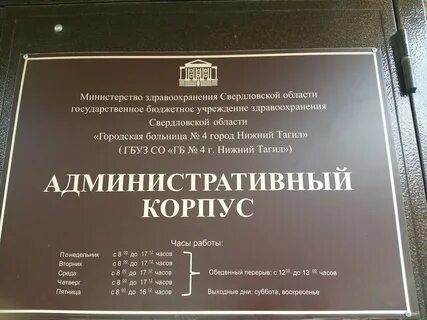 Министерство здравоохранения Свердловской области
государственное бюджетное учреждение здравоохранения
Свердловской области
«Городская больница № 4 город Нижний Тагил»
(ГБУЗ СО «ГБ № 4 г. Нижний Тагил»)
АДМИНИСТРАТИВНЫЙ
КОРПУС
Часы работы:
Понедельник с 8 00 до 17 12 часов
Вторник с 8 00 до 17 12 часов
Среда с 8 00 до 17 12 часов
Четверг с 8 00 до 17 12 часов
Пятница с 8 00 до 16 12 часов
Обеденный перерыв: с 12 00 до 13 00 часов
Выходные дни: суббота, воскресенье